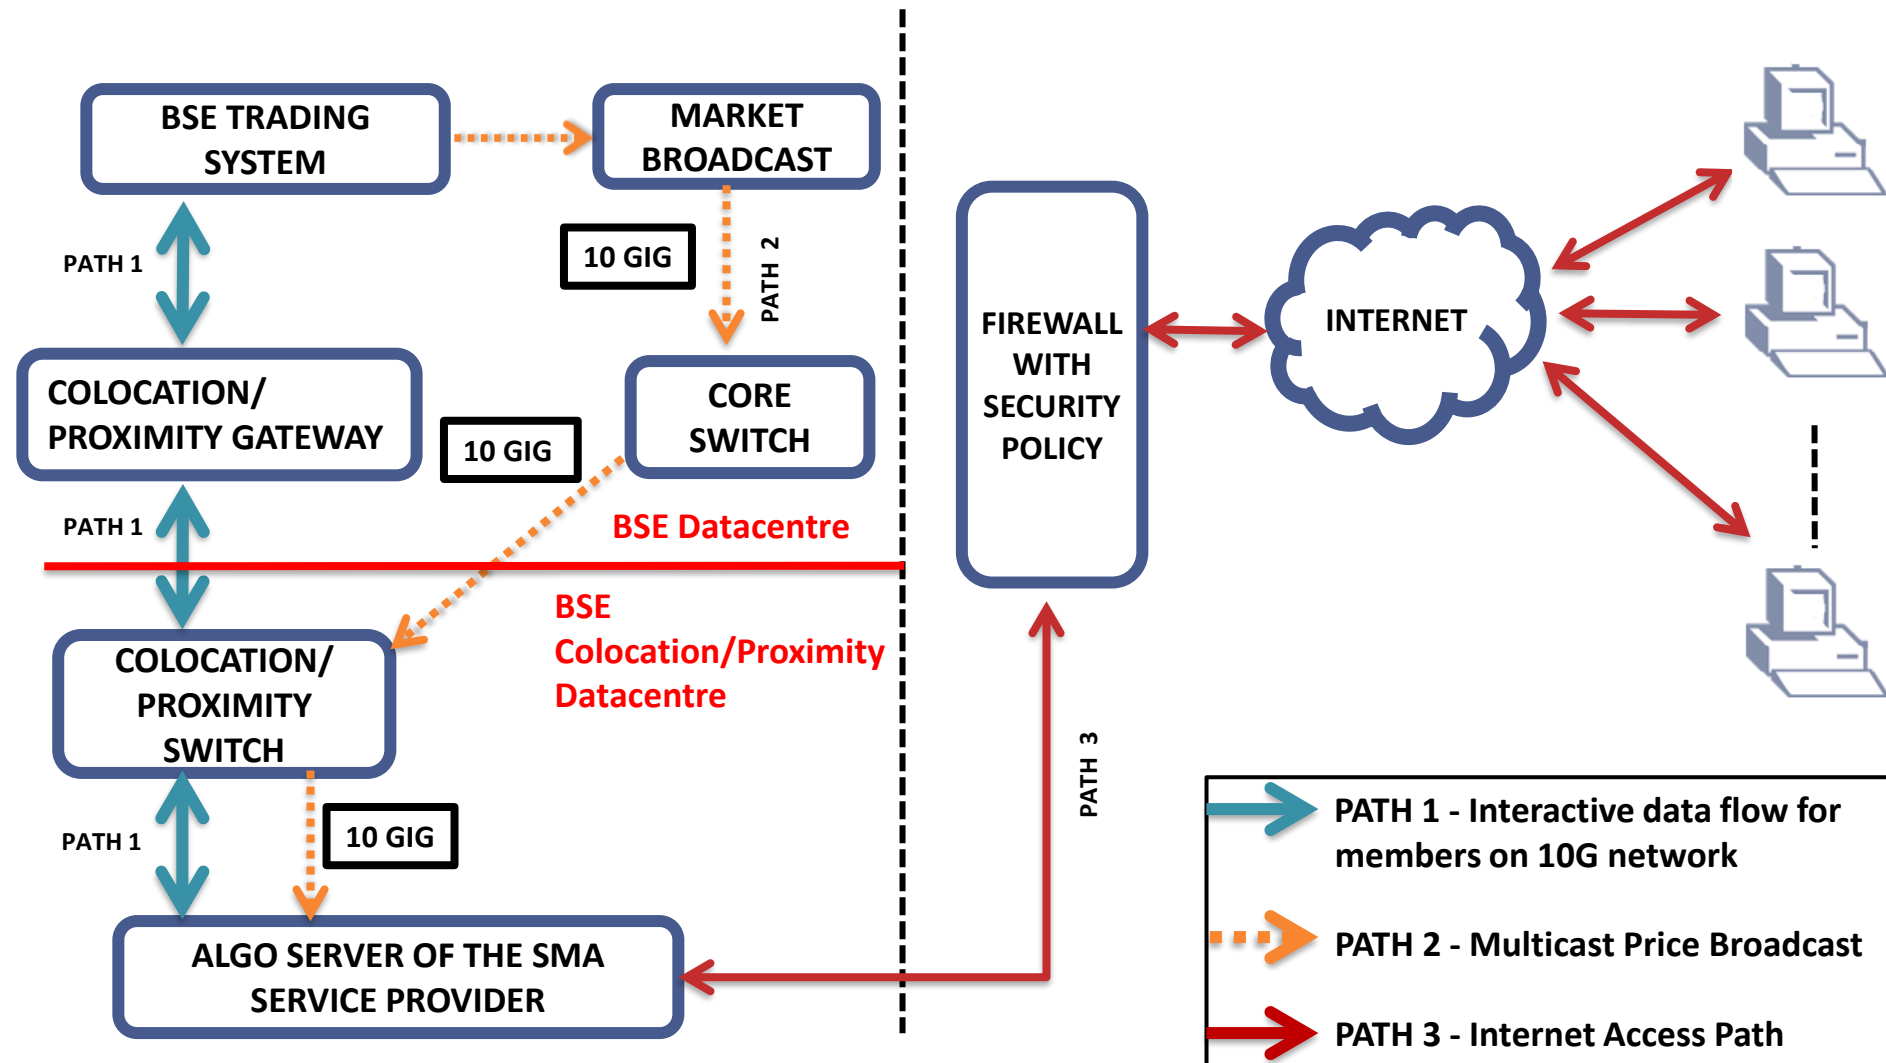 BSE TRADING
SYSTEM
MARKET
BROADCAST
PATH 1
10 GIG
PATH 2
COLOCATION/
PROXIMITY GATEWAY
10 GIG
CORE
SWITCH
PATH 1
BSE Datacentre
BSE
Colocation/Proximity
Datacentre
COLOCATION/
PROXIMITY
SWITCH
PATH 1
10 GIG
ALGO SERVER OF THE SMA
SERVICE PROVIDER
FIREWALL
WITH
SECURITY
POLICY
INTERNET
PATH 3
PATH 1 - Interactive data flow for
members on 10G network
PATH 2 - Multicast Price Broadcast
PATH 3 - Internet Access Path